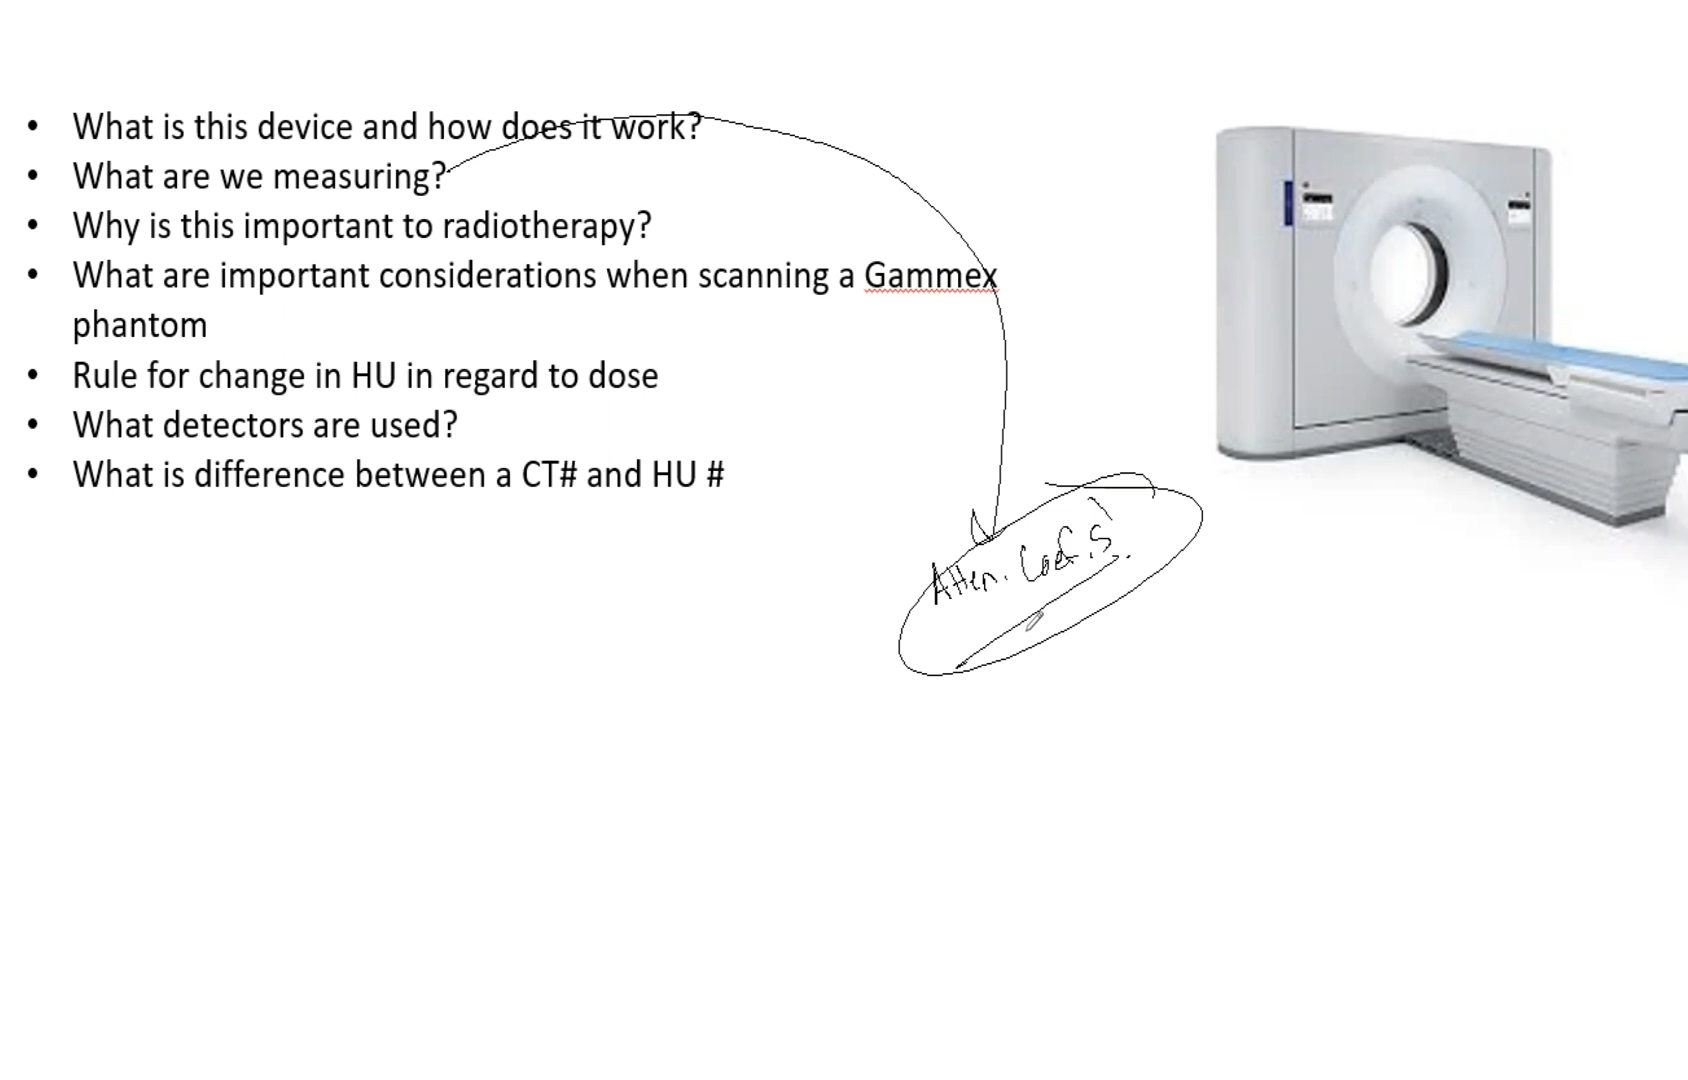 • What is this device and how does it work?
• What are we measuring?
• Why is this important to radiotherapy?
• What are important considerations when scanning a Gammex
phantom
• Rule for change in HU in regard to dose
• What detectors are used?
• What is difference between a CT# and HU #
Atten. Coef.s.